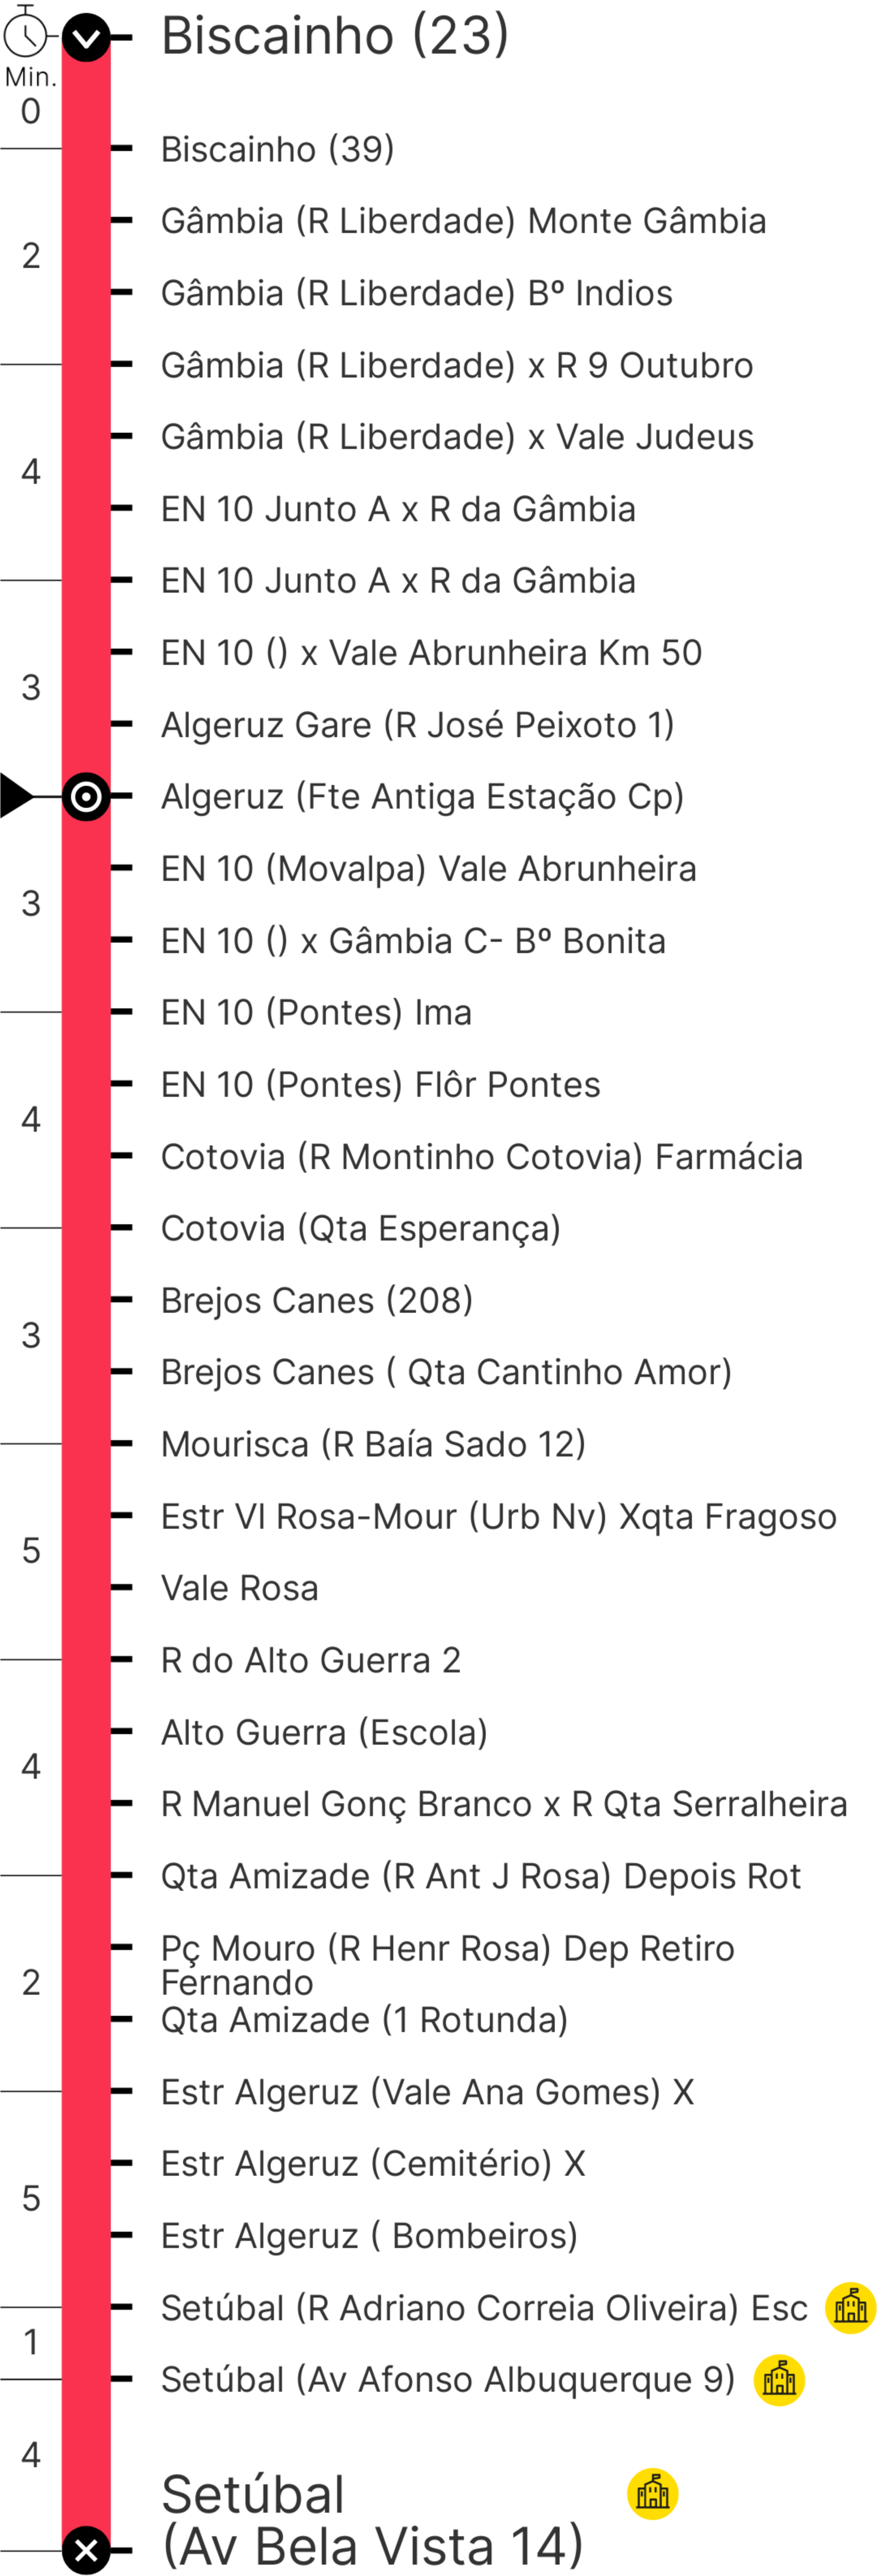 Biscainho (23)
Min.
0
Biscainho (39)
Gâmbia (R Liberdade) Monte Gâmbia
2
Gâmbia (R Liberdade) Bº Indios
Gâmbia (R Liberdade) x R 9 Outubro
Gâmbia (R Liberdade) x Vale Judeus
4
EN 10 Junto A x R da Gâmbia
EN 10 Junto A x R da Gâmbia
EN 10 () x Vale Abrunheira Km 50
3
Algeruz Gare (R José Peixoto 1)
Algeruz (Fte Antiga Estação Cp)
EN 10 (Movalpa) Vale Abrunheira
3
EN 10 () x Gâmbia C- Bº Bonita
EN 10 (Pontes) Ima
EN 10 (Pontes) Flôr Pontes
4
Cotovia (R Montinho Cotovia) Farmácia
Cotovia (Qta Esperança)
Brejos Canes (208)
3
Brejos Canes ( Qta Cantinho Amor)
Mourisca (R Baía Sado 12)
Estr Vl Rosa-Mour (Urb Nv) Xqta Fragoso
5
Vale Rosa
R do Alto Guerra 2
Alto Guerra (Escola)
4
R Manuel Gonç Branco x R Qta Serralheira
Qta Amizade (R Ant J Rosa) Depois Rot
Pç Mouro (R Henr Rosa) Dep Retiro
Fernando
2
Qta Amizade (1 Rotunda)
Estr Algeruz (Vale Ana Gomes) X
Estr Algeruz (Cemitério) X
5
Estr Algeruz ( Bombeiros)
Setúbal (R Adriano Correia Oliveira) Esc
1
Setúbal (Av Afonso Albuquerque 9)
4
Setúbal
(Av Bela Vista 14)